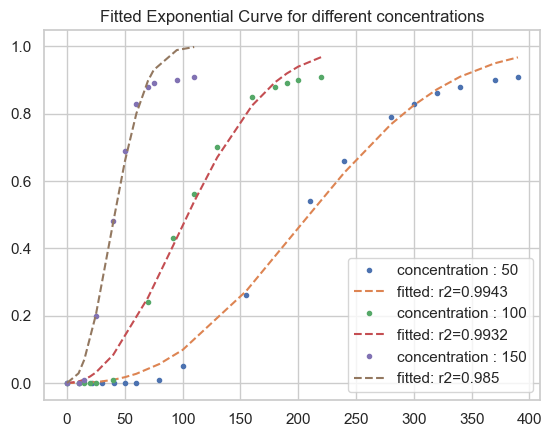 Fitted Exponential Curve for different concentrations
1.0
0.8
0.6
0.4
0.2
0.0
concentration : 50
fitted: r2=0.9943
concentration : 100
fitted: r2=0.9932
concentration : 150
fitted: r2=0.985
0 50 100 150 200 250 300 350 400